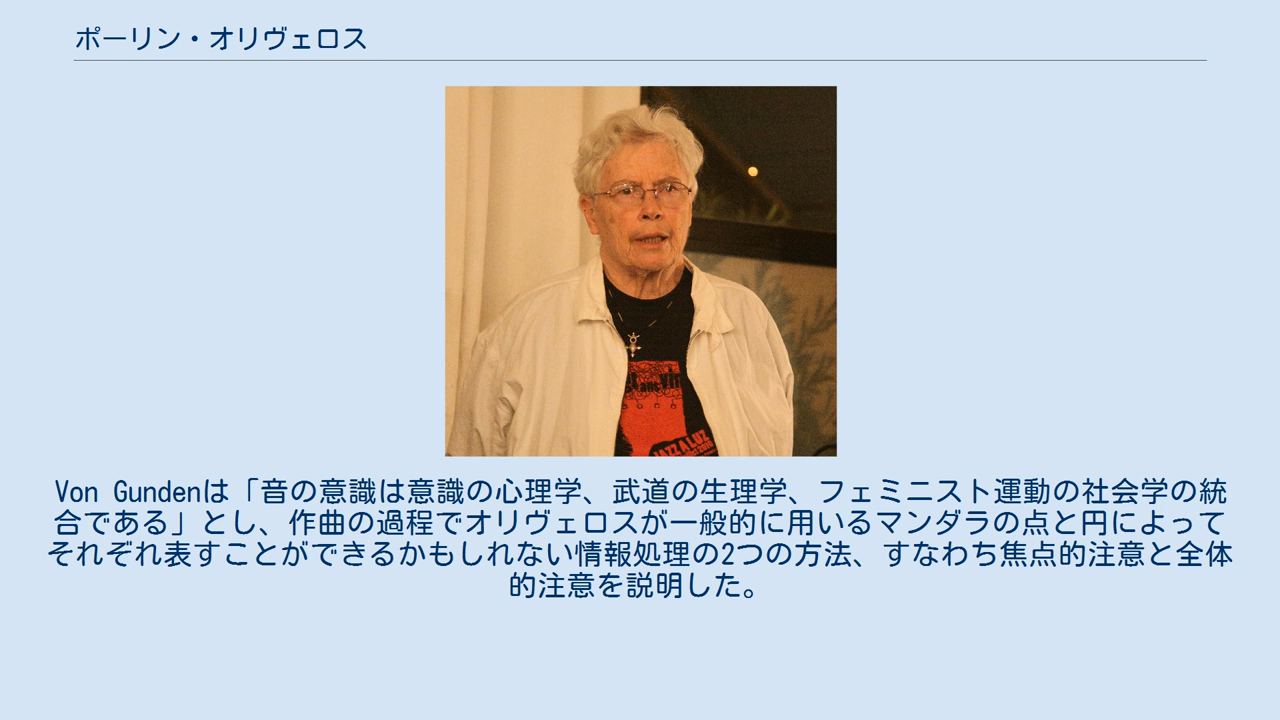 ポーリン・オリヴェロス
JAZZ A LUZ
Von Gundenは「音の意識は意識の心理学、武道の生理学、フェミニスト運動の社会学の統
合である」とし、作曲の過程でオリヴェロスが一般的に用いるマンダラの点と円によって
それぞれ表すことができるかもしれない情報処理の2つの方法、すなわち焦点的注意と全体
的注意を説明した。